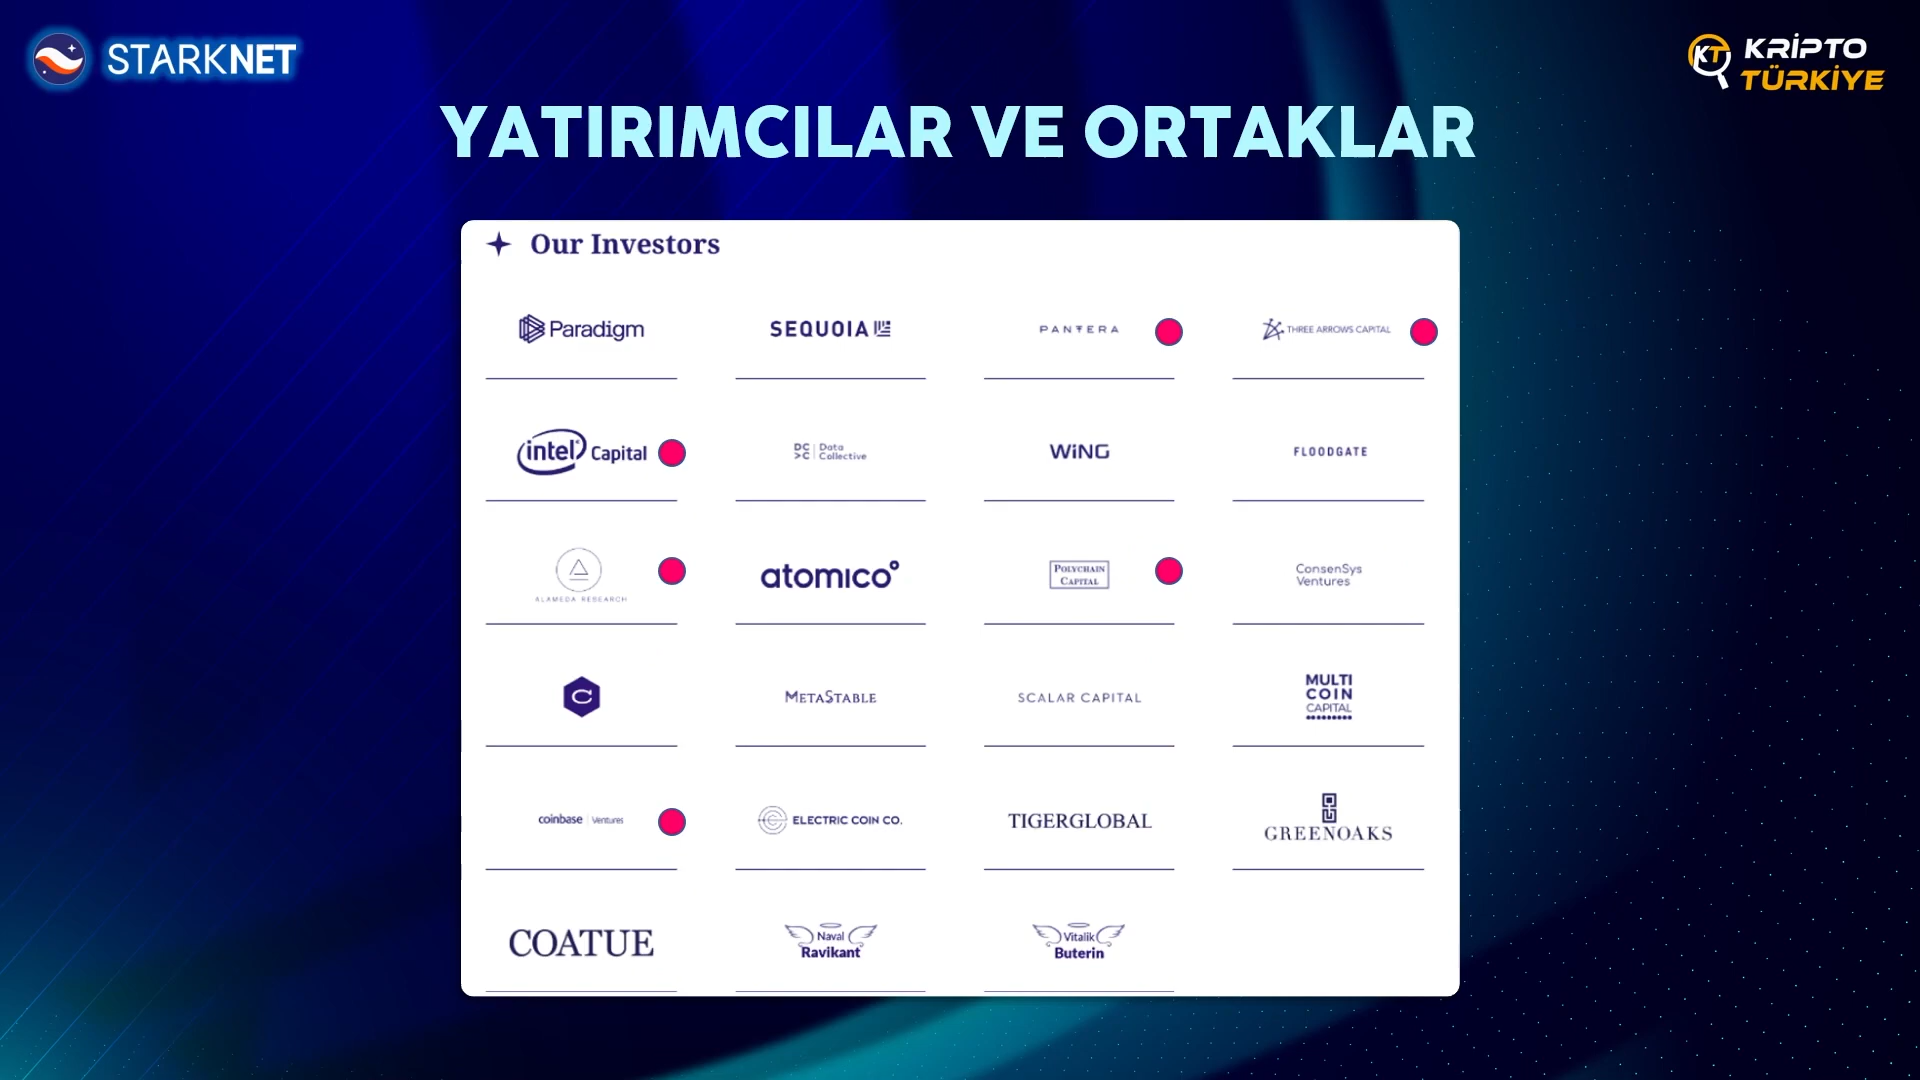 STARKNET
KT KRİPTO
TÜRKİYE
YATIRIMCILAR VE ORTAKLAR
Our Investors
Paradigm
SEQUOIA
PANTERA
THREE ARROWS CAPITAL
intel Capital
DC Data
>C Collective
WiNG
FLOODGATE
ALAMEDA RESEARCH
atomico
POLYCHAIN
CAPITAL
ConsenSys
Ventures
C
METASTABLE
SCALAR CAPITAL
MULTI
COIN
CAPITAL
coinbase Ventures
ELECTRIC COIN CO.
TIGERGLOBAL
GREENOAKS
COATUE
Naval
Ravikant
Vitalik
Buterin